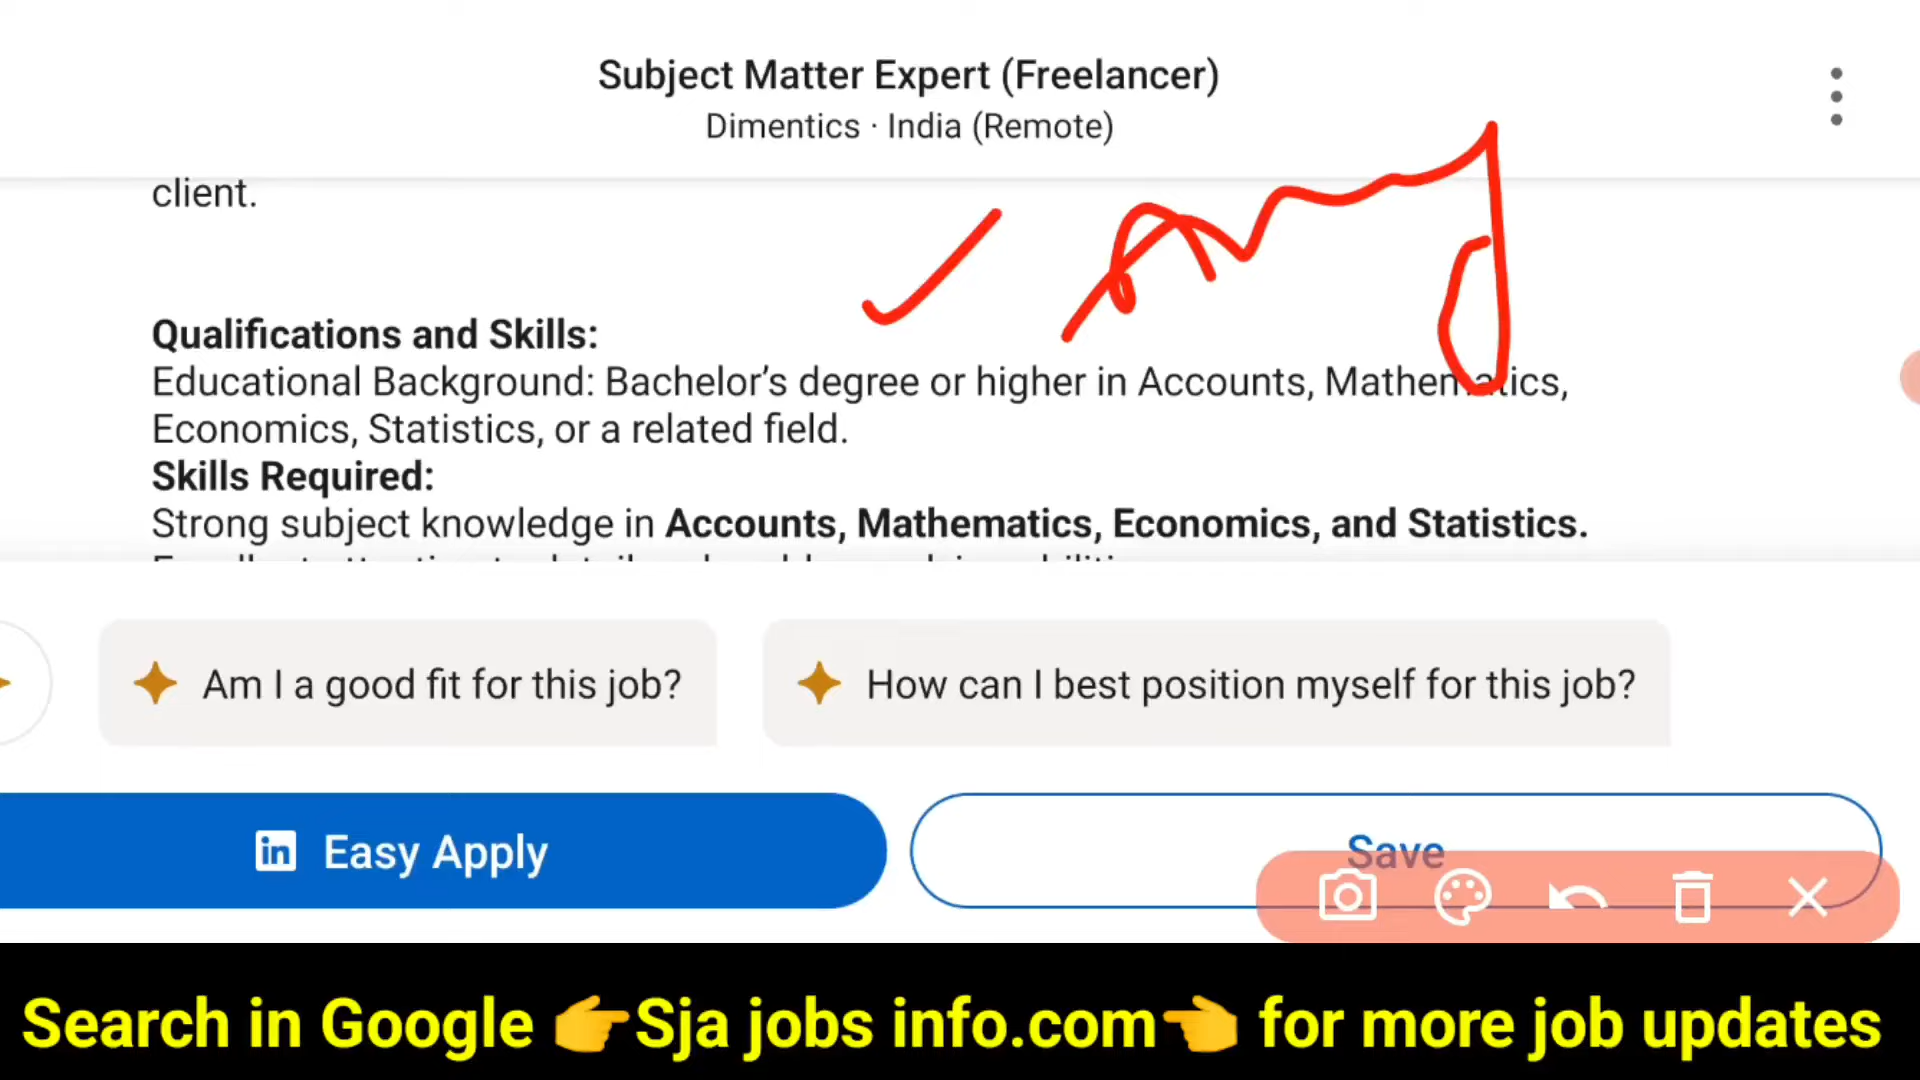 Subject Matter Expert (Freelancer)
Dimentics · India (Remote)
client.
Qualifications and Skills:
Educational Background: Bachelor's degree or higher in Accounts, Mathematics,
Economics, Statistics, or a related field.
Skills Required:
Strong subject knowledge in Accounts, Mathematics, Economics, and Statistics.
Am I a good fit for this job?
How can I best position myself for this job?
in Easy Apply
Save
Search in Google 👉Sja jobs info.com👈 for more job updates